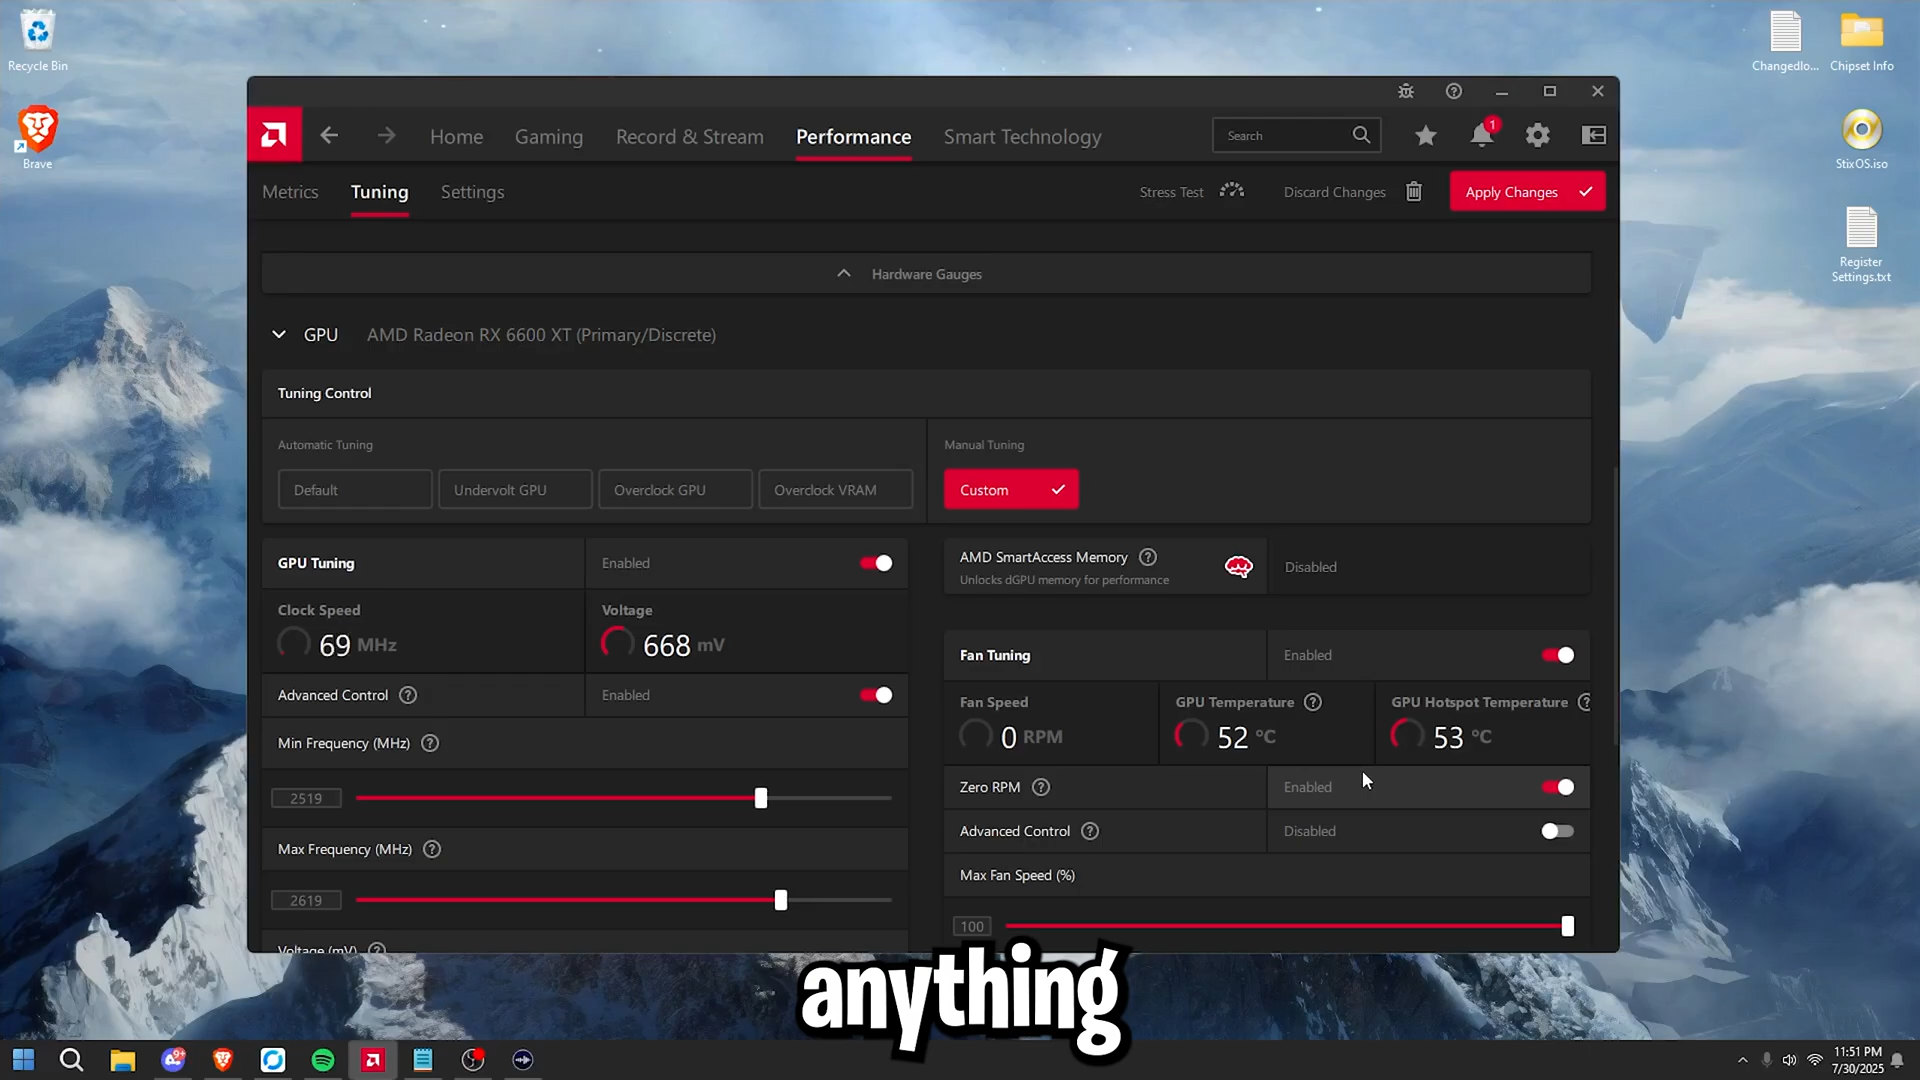 Recycle Bin
Brave
Changedlo...
Chipset Info
StixOS.iso
Register
Settings.txt
Home
Gaming
Record & Stream
Performance
Smart Technology
Search
1
Metrics
Tuning
Settings
Stress Test
Discard Changes
Apply Changes
Hardware Gauges
GPU
AMD Radeon RX 6600 XT (Primary/Discrete)
Tuning Control
Automatic Tuning
Default
Undervolt GPU
Overclock GPU
Overclock VRAM
Manual Tuning
Custom
GPU Tuning
Enabled
Clock Speed
69 MHz
Voltage
668 mV
Advanced Control
Enabled
Min Frequency (MHz)
2519
Max Frequency (MHz)
2619
Voltage (mV)
AMD SmartAccess Memory
Unlocks dGPU memory for performance
Disabled
Fan Tuning
Enabled
Fan Speed
0 RPM
GPU Temperature
52 °C
GPU Hotspot Temperature
53 °C
Zero RPM
Enabled
Advanced Control
Disabled
Max Fan Speed (%)
100
anything
9+
11:51 PM
7/30/2025